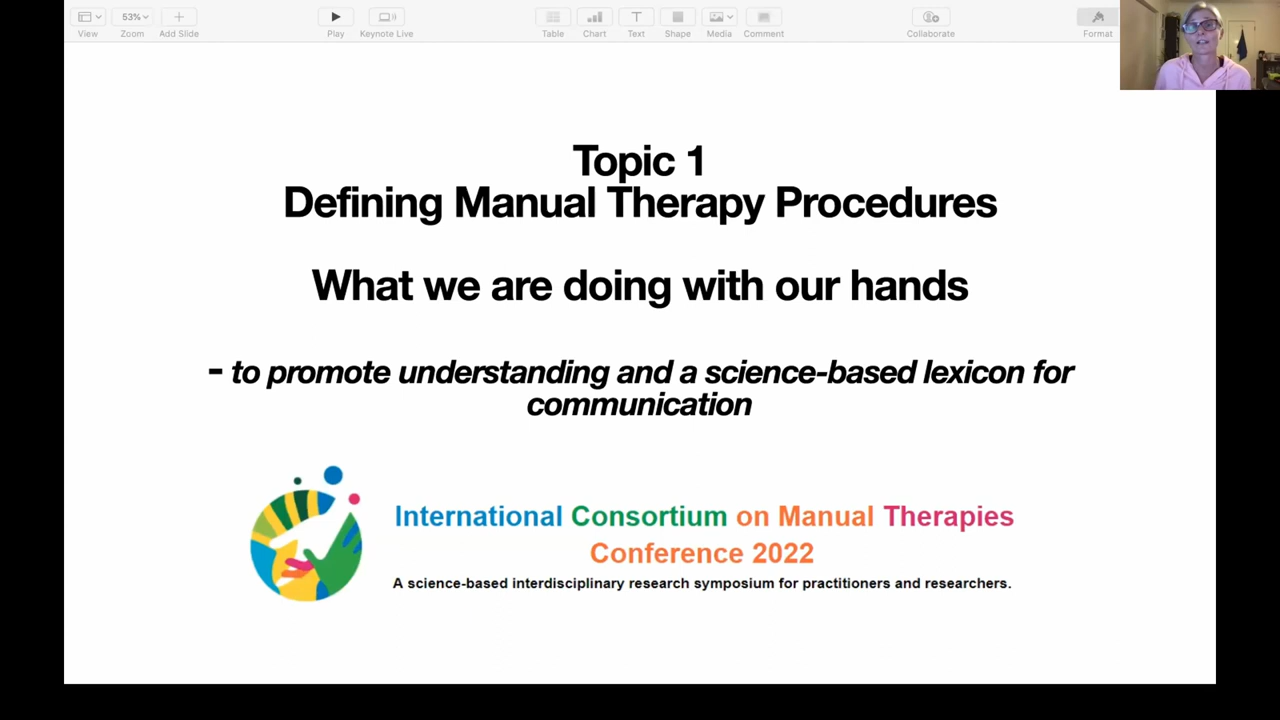 53%
View
Zoom
Add Slide
Play
Keynote Live
Table
Chart
Text
Shape
Media
Comment
Collaborate
Format
Topic 1
Defining Manual Therapy Procedures
What we are doing with our hands
- to promote understanding and a science-based lexicon for
communication
International Consortium on Manual Therapies
Conference 2022
A science-based interdisciplinary research symposium for practitioners and researchers.